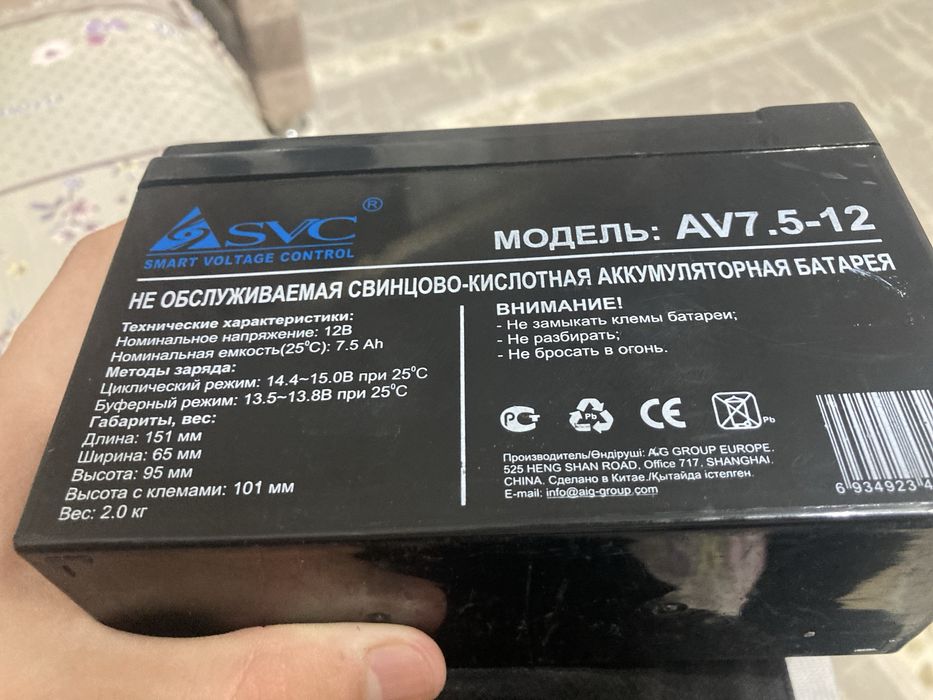 SVC®
SMART VOLTAGE CONTROL
МОДЕЛЬ: AV7.5-12
НЕ ОБСЛУЖИВАЕМАЯ СВИНЦОВО-КИСЛОТНАЯ АККУМУЛЯТОРНАЯ БАТАРЕЯ
Технические характеристики:
Номинальное напряжение: 12В
Номинальная емкость(25°С): 7.5 Ah
Методы заряда:
Циклический режим: 14.4~15.0В при 25°С
Буферный режим: 13.5~13.8В при 25°С
Габариты, вес:
Длина: 151 мм
Ширина: 65 мм
Высота: 95 мм
Высота с клемами: 101 мм
Вес: 2.0 кг
ВНИМАНИЕ!
- Не замыкать клемы батареи;
- Не разбирать;
- Не бросать в огонь.
РС
Pb
CE
Pb
Производитель/Өндіруші: AIG GROUP EUROPE.
525 HENG SHAN ROAD, Office 717, SHANGHAI.
CHINA. Сделано в Китае./Қытайда істелген.
E-mail: info@aig-group.com
6 934923 4